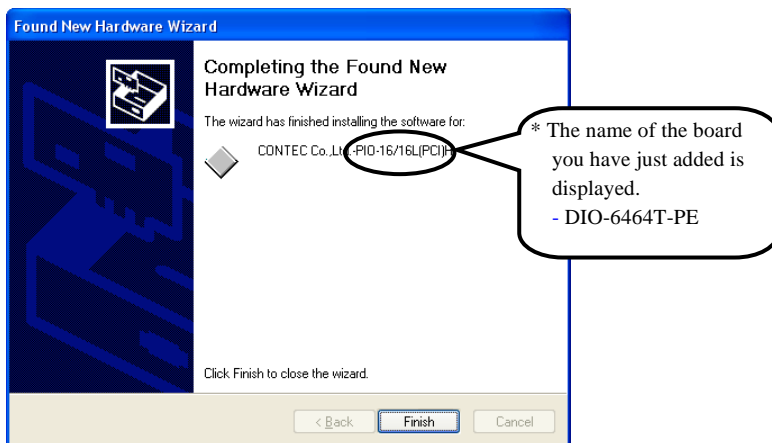 Found New Hardware Wizard
Completing the Found New
Hardware Wizard
The wizard has finished installing the software for:
CONTEC Co.,Ltd.-PIO-16/16L(PCI)H
* The name of the board
you have just added is
displayed.
- DIO-6464T-PE
Click Finish to close the wizard.
< Back
Finish
Cancel